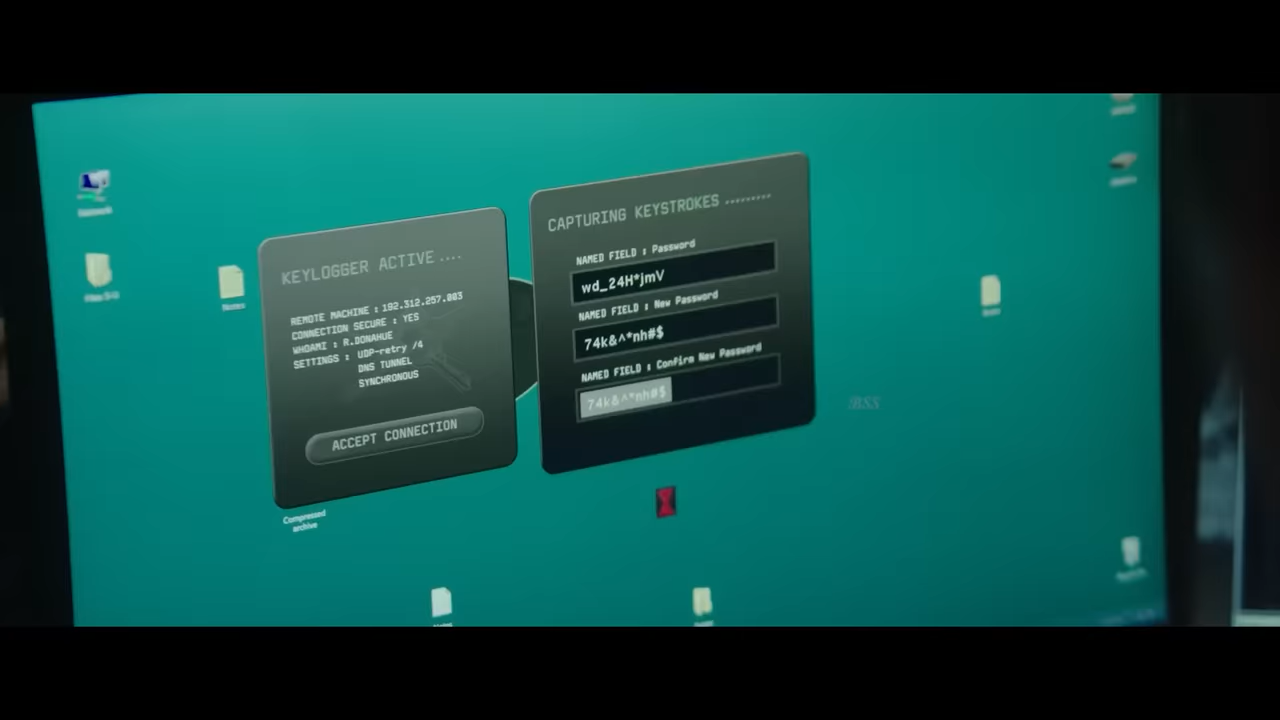 KEYLOGGER ACTIVE ....
REMOTE MACHINE : 192.312.257.003
CONNECTION SECURE : YES
WHOAMI : R.DONAHUE
SETTINGS : UDP-retry /4
DNS TUNNEL
SYNCHRONOUS
ACCEPT CONNECTION
CAPTURING KEYSTROKES .........
NAMED FIELD : Password
wd_24H*jmV
NAMED FIELD : New Password
74k&^*nh#$
NAMED FIELD : Confirm New Password
74k&^*nh#$
Notes
BSS
Compressed
archive